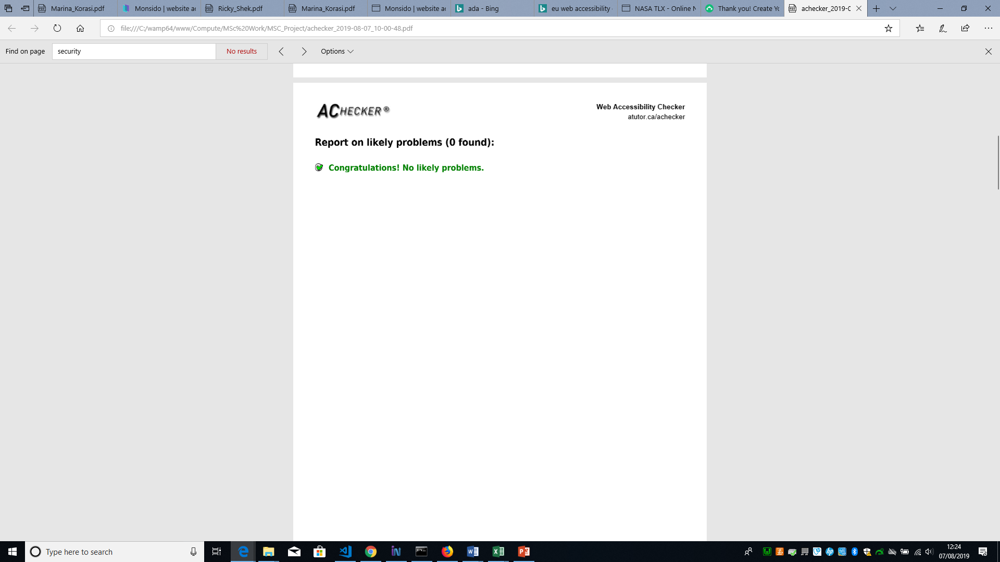 Marina_Korasi.pdf
Monsido | website ac
Ricky_Shek.pdf
Marina_Korasi.pdf
Monsido | website ac
ada - Bing
eu web accessibility
NASA TLX - Online N
Thank you! Create Yo
achecker_2019-0
file:///C:/wamp64/www/Compute/MSc%20Work/MSC_Project/achecker_2019-08-07_10-00-48.pdf
Find on page
security
No results
Options
ACHECKER ®
Web Accessibility Checker
atutor.ca/achecker
Report on likely problems (0 found):
Congratulations! No likely problems.
Type here to search
12:24
07/08/2019